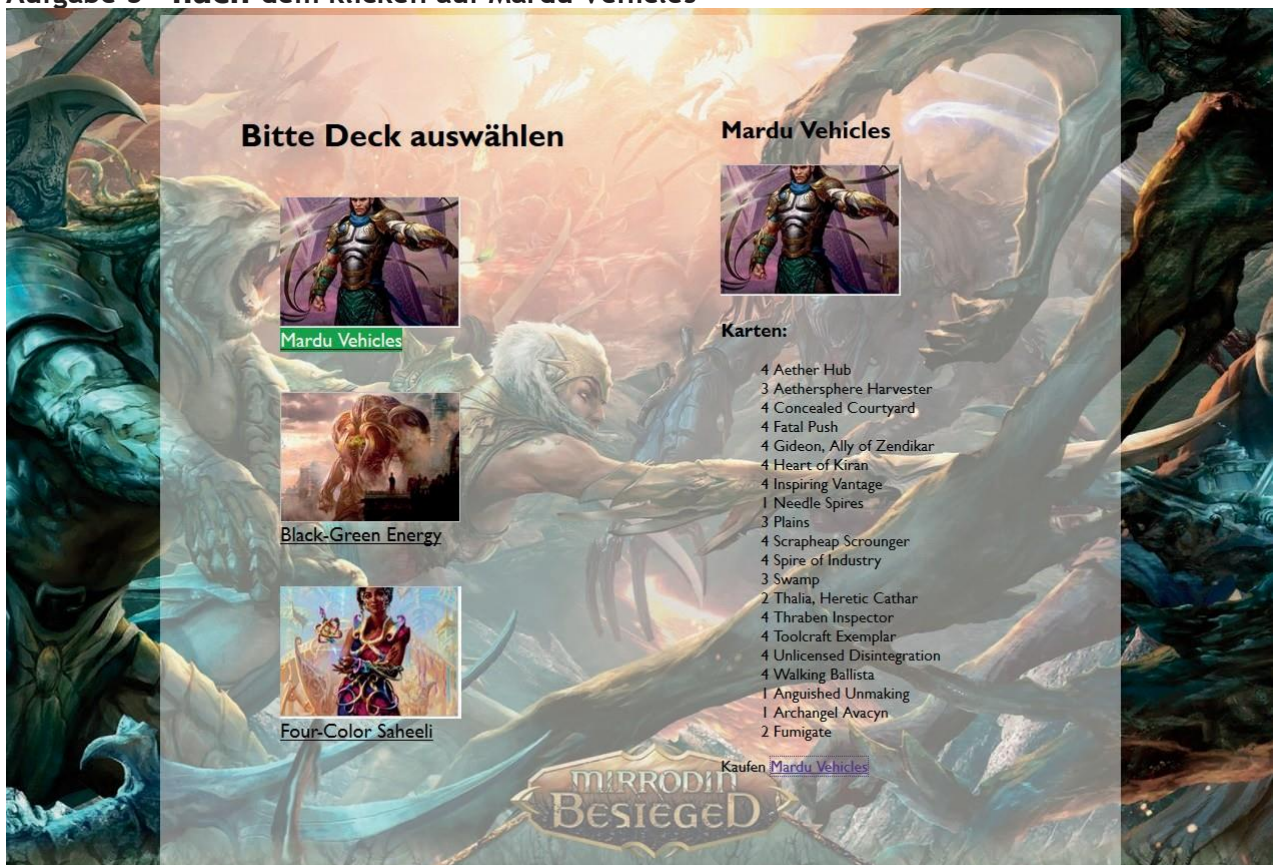 Aufgabe 3 - nach dem klicken auf Mardu Vehicles
Bitte Deck auswählen
Mardu Vehicles
Black-Green Energy
Four-Color Saheeli
Mardu Vehicles
Karten:
4 Aether Hub
3 Aethersphere Harvester
4 Concealed Courtyard
4 Fatal Push
4 Gideon, Ally of Zendikar
4 Heart of Kiran
4 Inspiring Vantage
1 Needle Spires
3 Plains
4 Scrapheap Scrounger
4 Spire of Industry
3 Swamp
2 Thalia, Heretic Cathar
4 Thraben Inspector
4 Toolcraft Exemplar
4 Unlicensed Disintegration
4 Walking Ballista
1 Anguished Unmaking
1 Archangel Avacyn
2 Fumigate
Kaufen Mardu Vehicles
MIRRODIN
BESIEGED